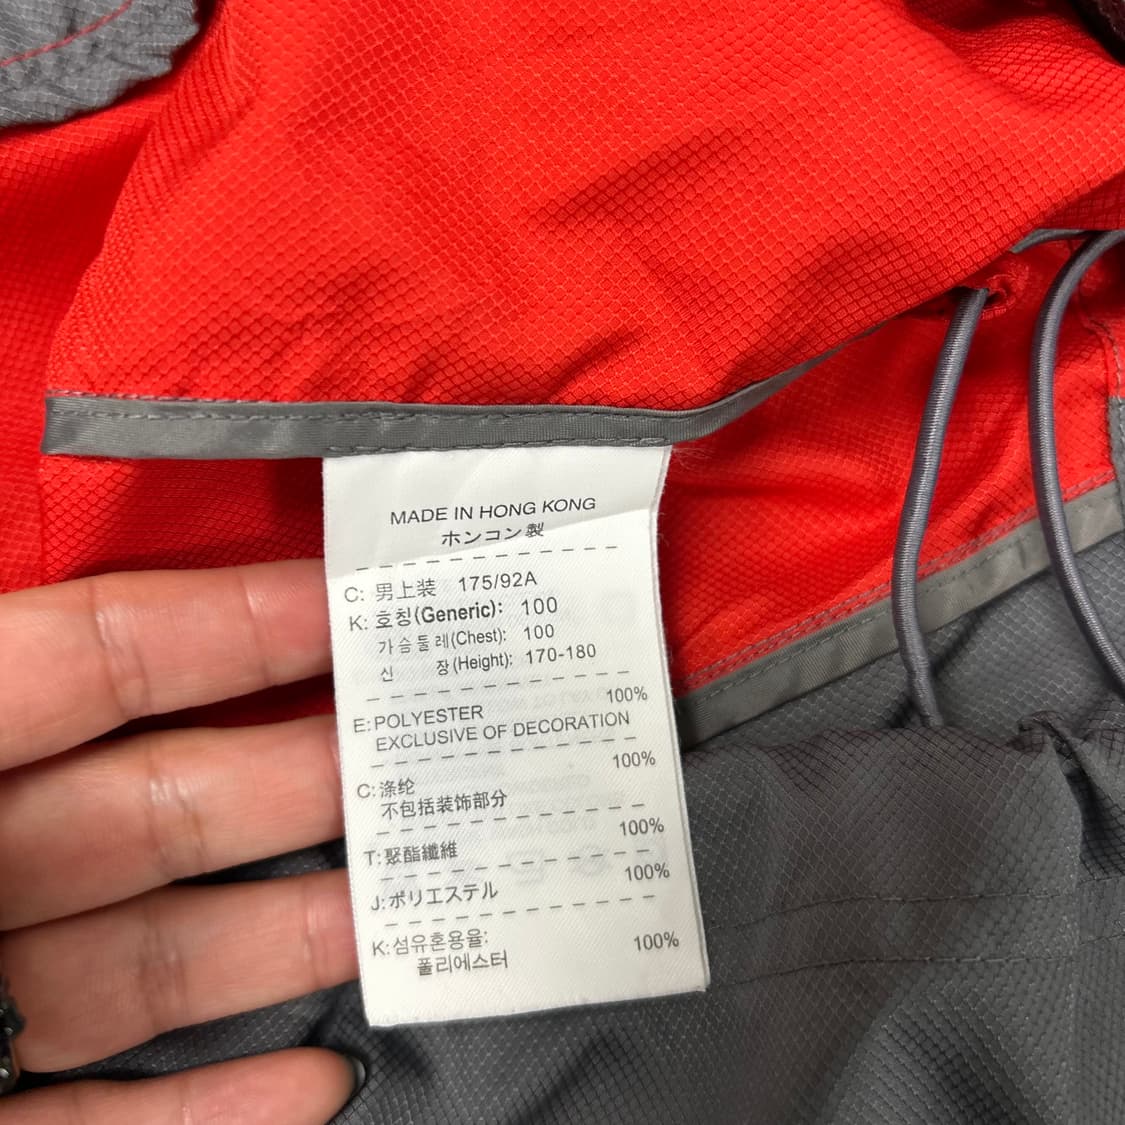 MADE IN HONG KONG
ホンコン製
C: 男上装 175/92A
K: 호칭(Generic): 100
가슴둘레(Chest): 100
신 장(Height): 170-180
E: POLYESTER 100%
EXCLUSIVE OF DECORATION
C: 涤纶 100%
不包括装饰部分
T: 聚酯纖維 100%
J: ポリエステル 100%
K: 섬유혼용율:
폴리에스터 100%